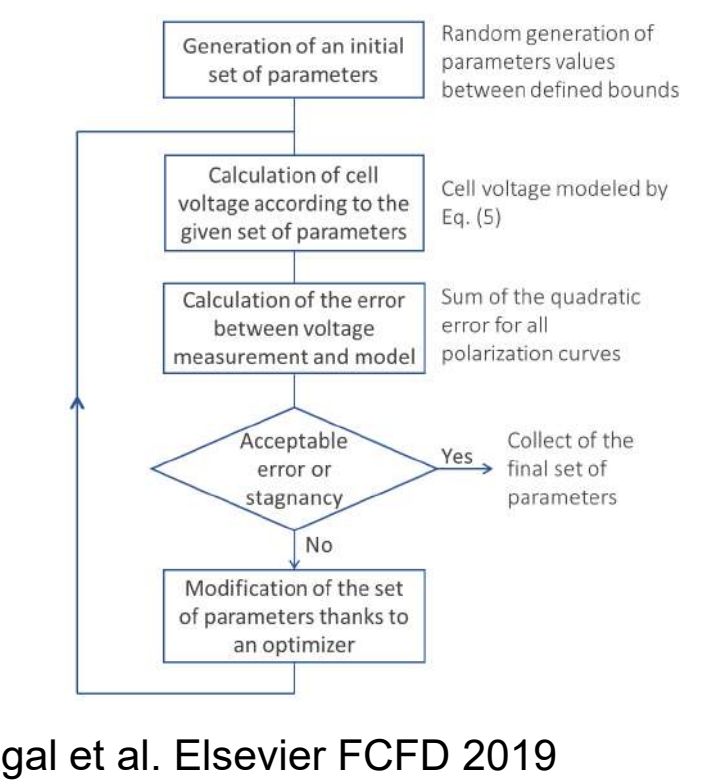 Generation of an initial
set of parameters
Random generation of
parameters values
between defined bounds
Calculation of cell
voltage according to the
given set of parameters
Cell voltage modeled by
Eq. (5)
Calculation of the error
between voltage
measurement and model
Sum of the quadratic
error for all
polarization curves
Acceptable
error or
stagnancy
Yes
Collect of the
final set of
parameters
No
Modification of the set
of parameters thanks to
an optimizer
gal et al. Elsevier FCFD 2019